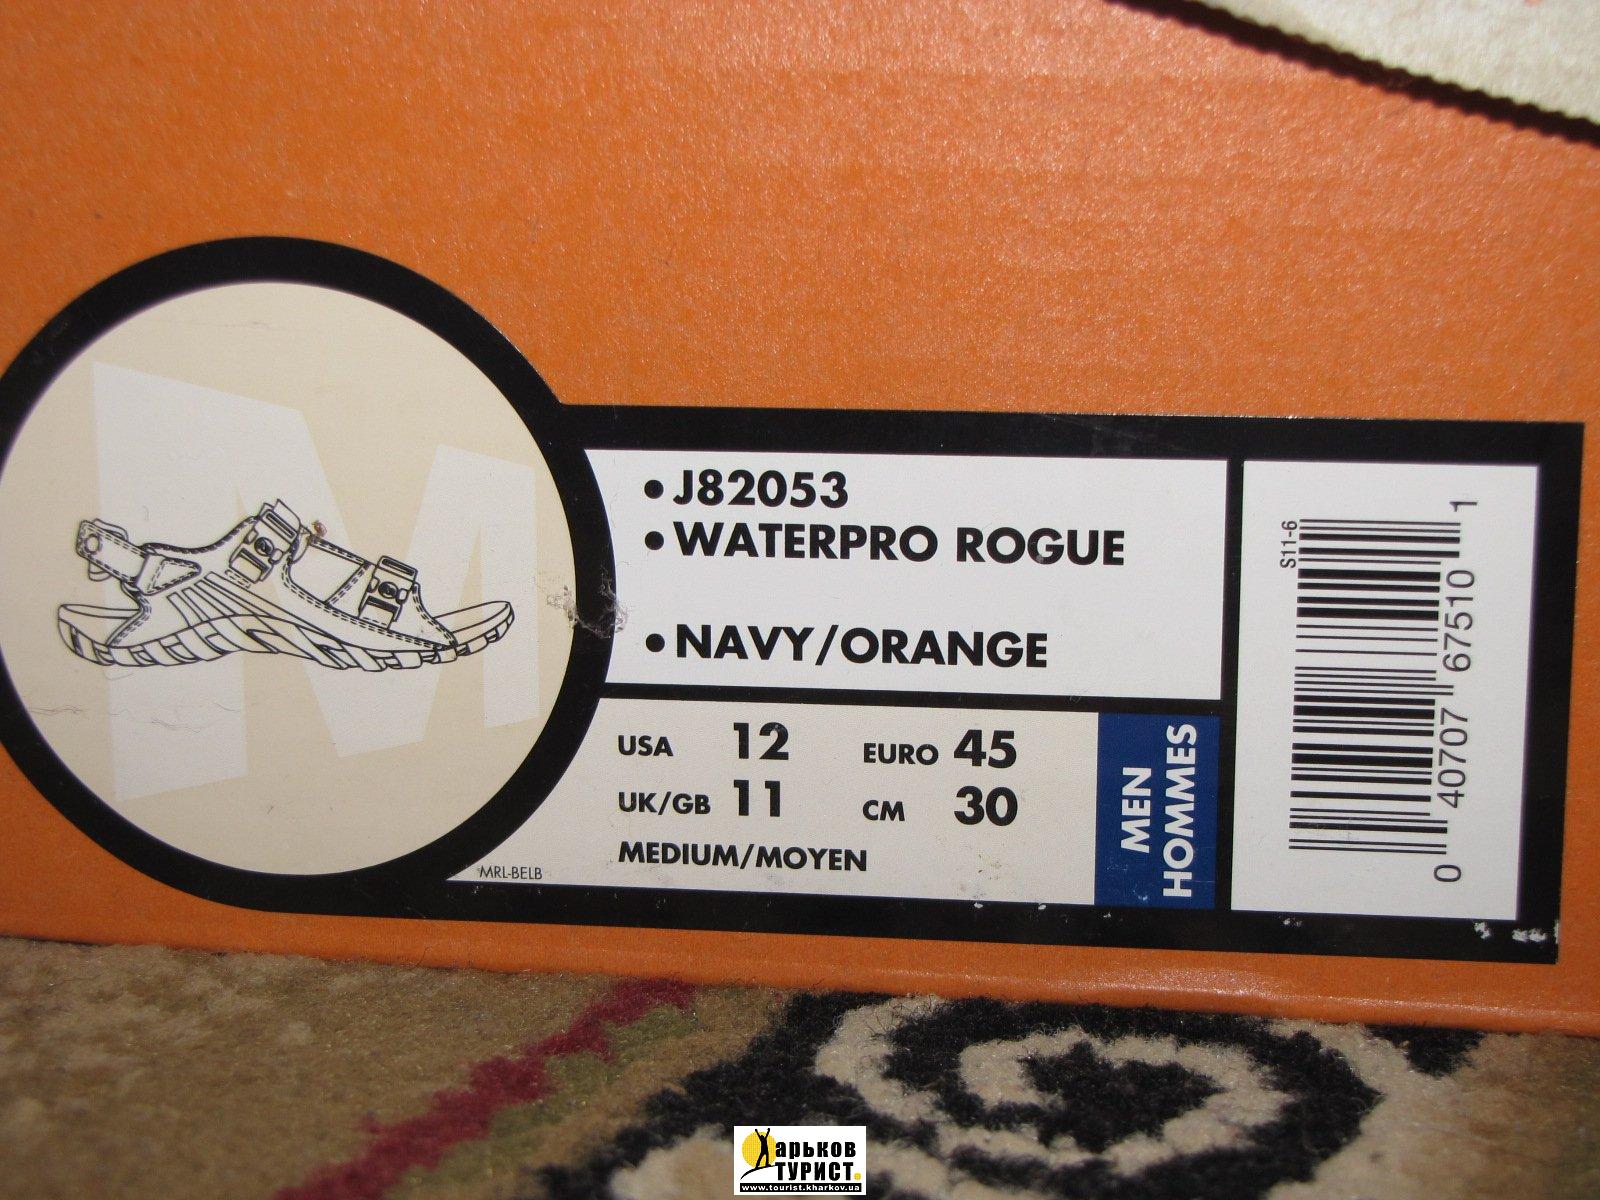 • J82053
• WATERPRO ROGUE
• NAVY/ORANGE
USA 12 EURO 45
UK/GB 11 CM 30
MEDIUM/MOYEN
MRL-BELB
MEN
HOMMES
S11-6
0 40707 67510 1
M
Харьков
ТУРИСТ.
www.tourist.kharkov.ua